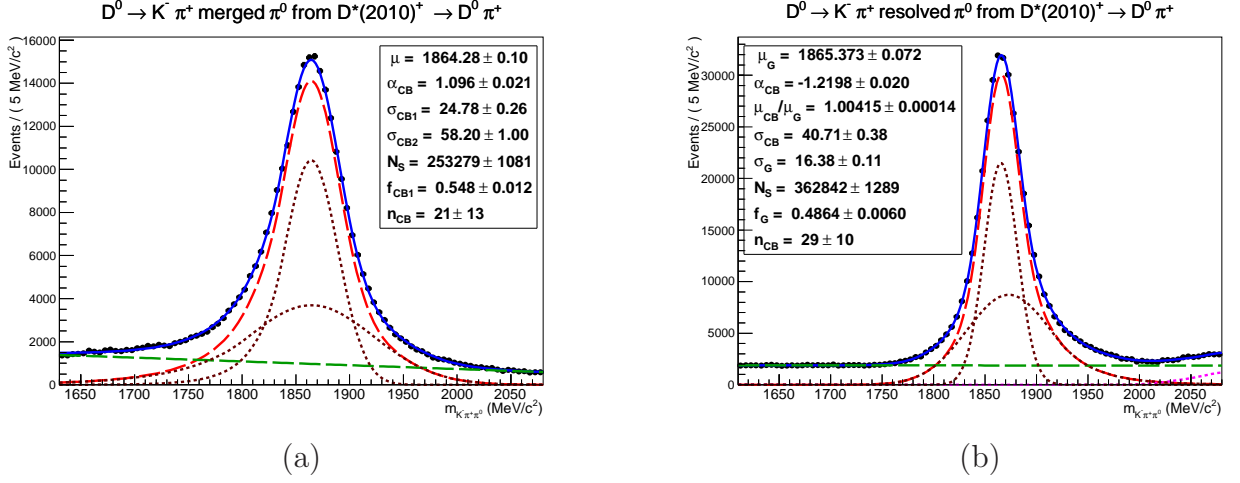 D⁰ → K⁻ π⁺ merged π⁰ from D*(2010)⁺ → D⁰ π⁺
Events / ( 5 MeV/c² )
16000
14000
12000
10000
8000
6000
4000
2000
0
μ = 1864.28 ± 0.10
α_CB = 1.096 ± 0.021
σ_CB1 = 24.78 ± 0.26
σ_CB2 = 58.20 ± 1.00
N_S = 253279 ± 1081
f_CB1 = 0.548 ± 0.012
n_CB = 21 ± 13
1650 1700 1750 1800 1850 1900 1950 2000 2050
m_K⁻π⁺π⁰ (MeV/c²)
(a)
D⁰ → K⁻ π⁺ resolved π⁰ from D*(2010)⁺ → D⁰ π⁺
Events / ( 5 MeV/c² )
30000
25000
20000
15000
10000
5000
0
μ_G = 1865.373 ± 0.072
α_CB = -1.2198 ± 0.020
μ_CB/μ_G = 1.00415 ± 0.00014
σ_CB = 40.71 ± 0.38
σ_G = 16.38 ± 0.11
N_S = 362842 ± 1289
f_G = 0.4864 ± 0.0060
n_CB = 29 ± 10
1650 1700 1750 1800 1850 1900 1950 2000 2050
m_K⁻π⁺π⁰ (MeV/c²)
(b)